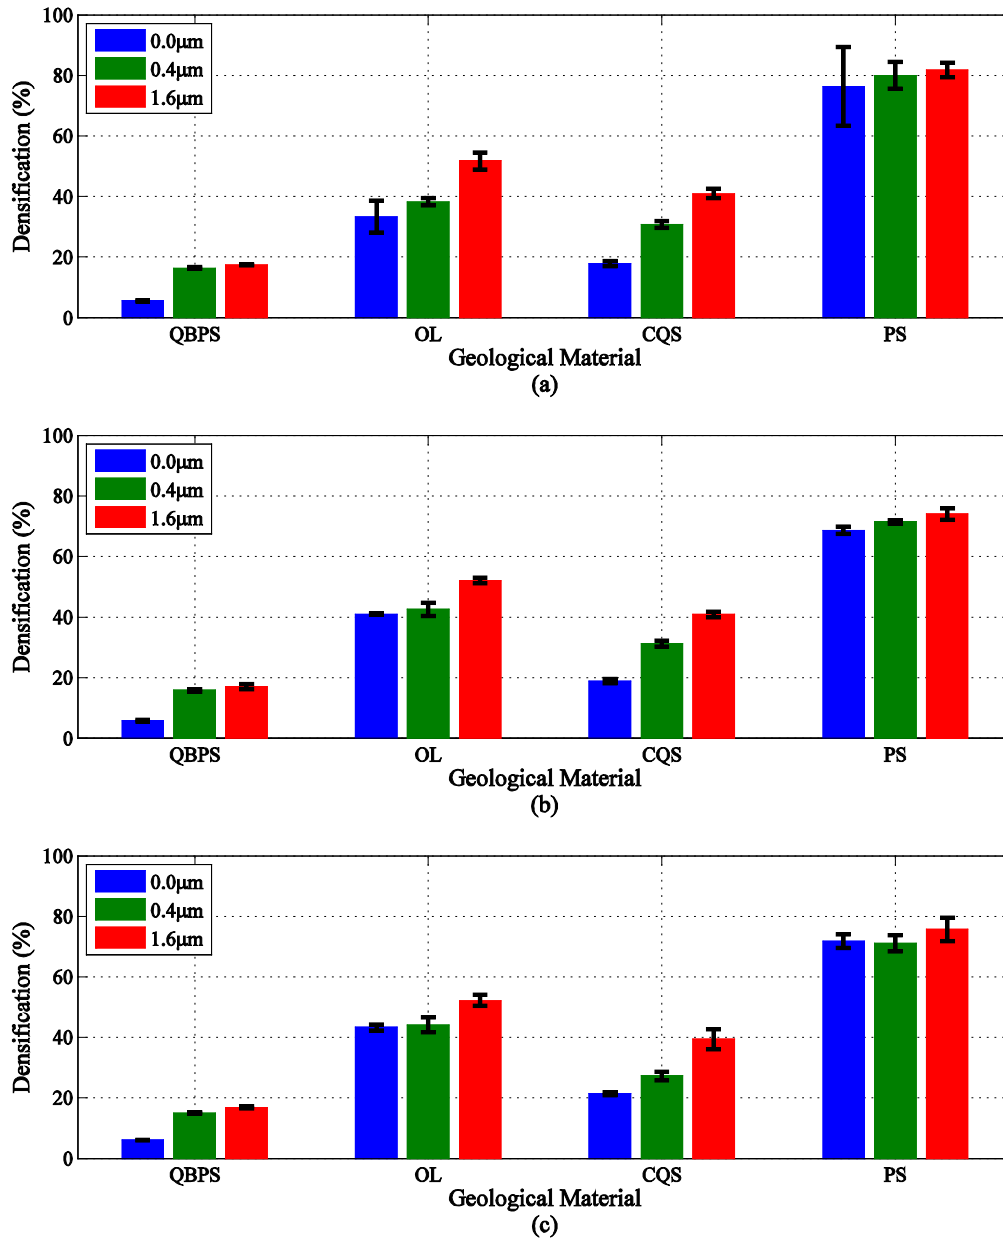 100
80
60
40
20
0
Densification (%)
0.0μm
0.4μm
1.6μm
QBPS OL CQS PS
Geological Material
(a)
100
80
60
40
20
0
Densification (%)
0.0μm
0.4μm
1.6μm
QBPS OL CQS PS
Geological Material
(b)
100
80
60
40
20
0
Densification (%)
0.0μm
0.4μm
1.6μm
QBPS OL CQS PS
Geological Material
(c)